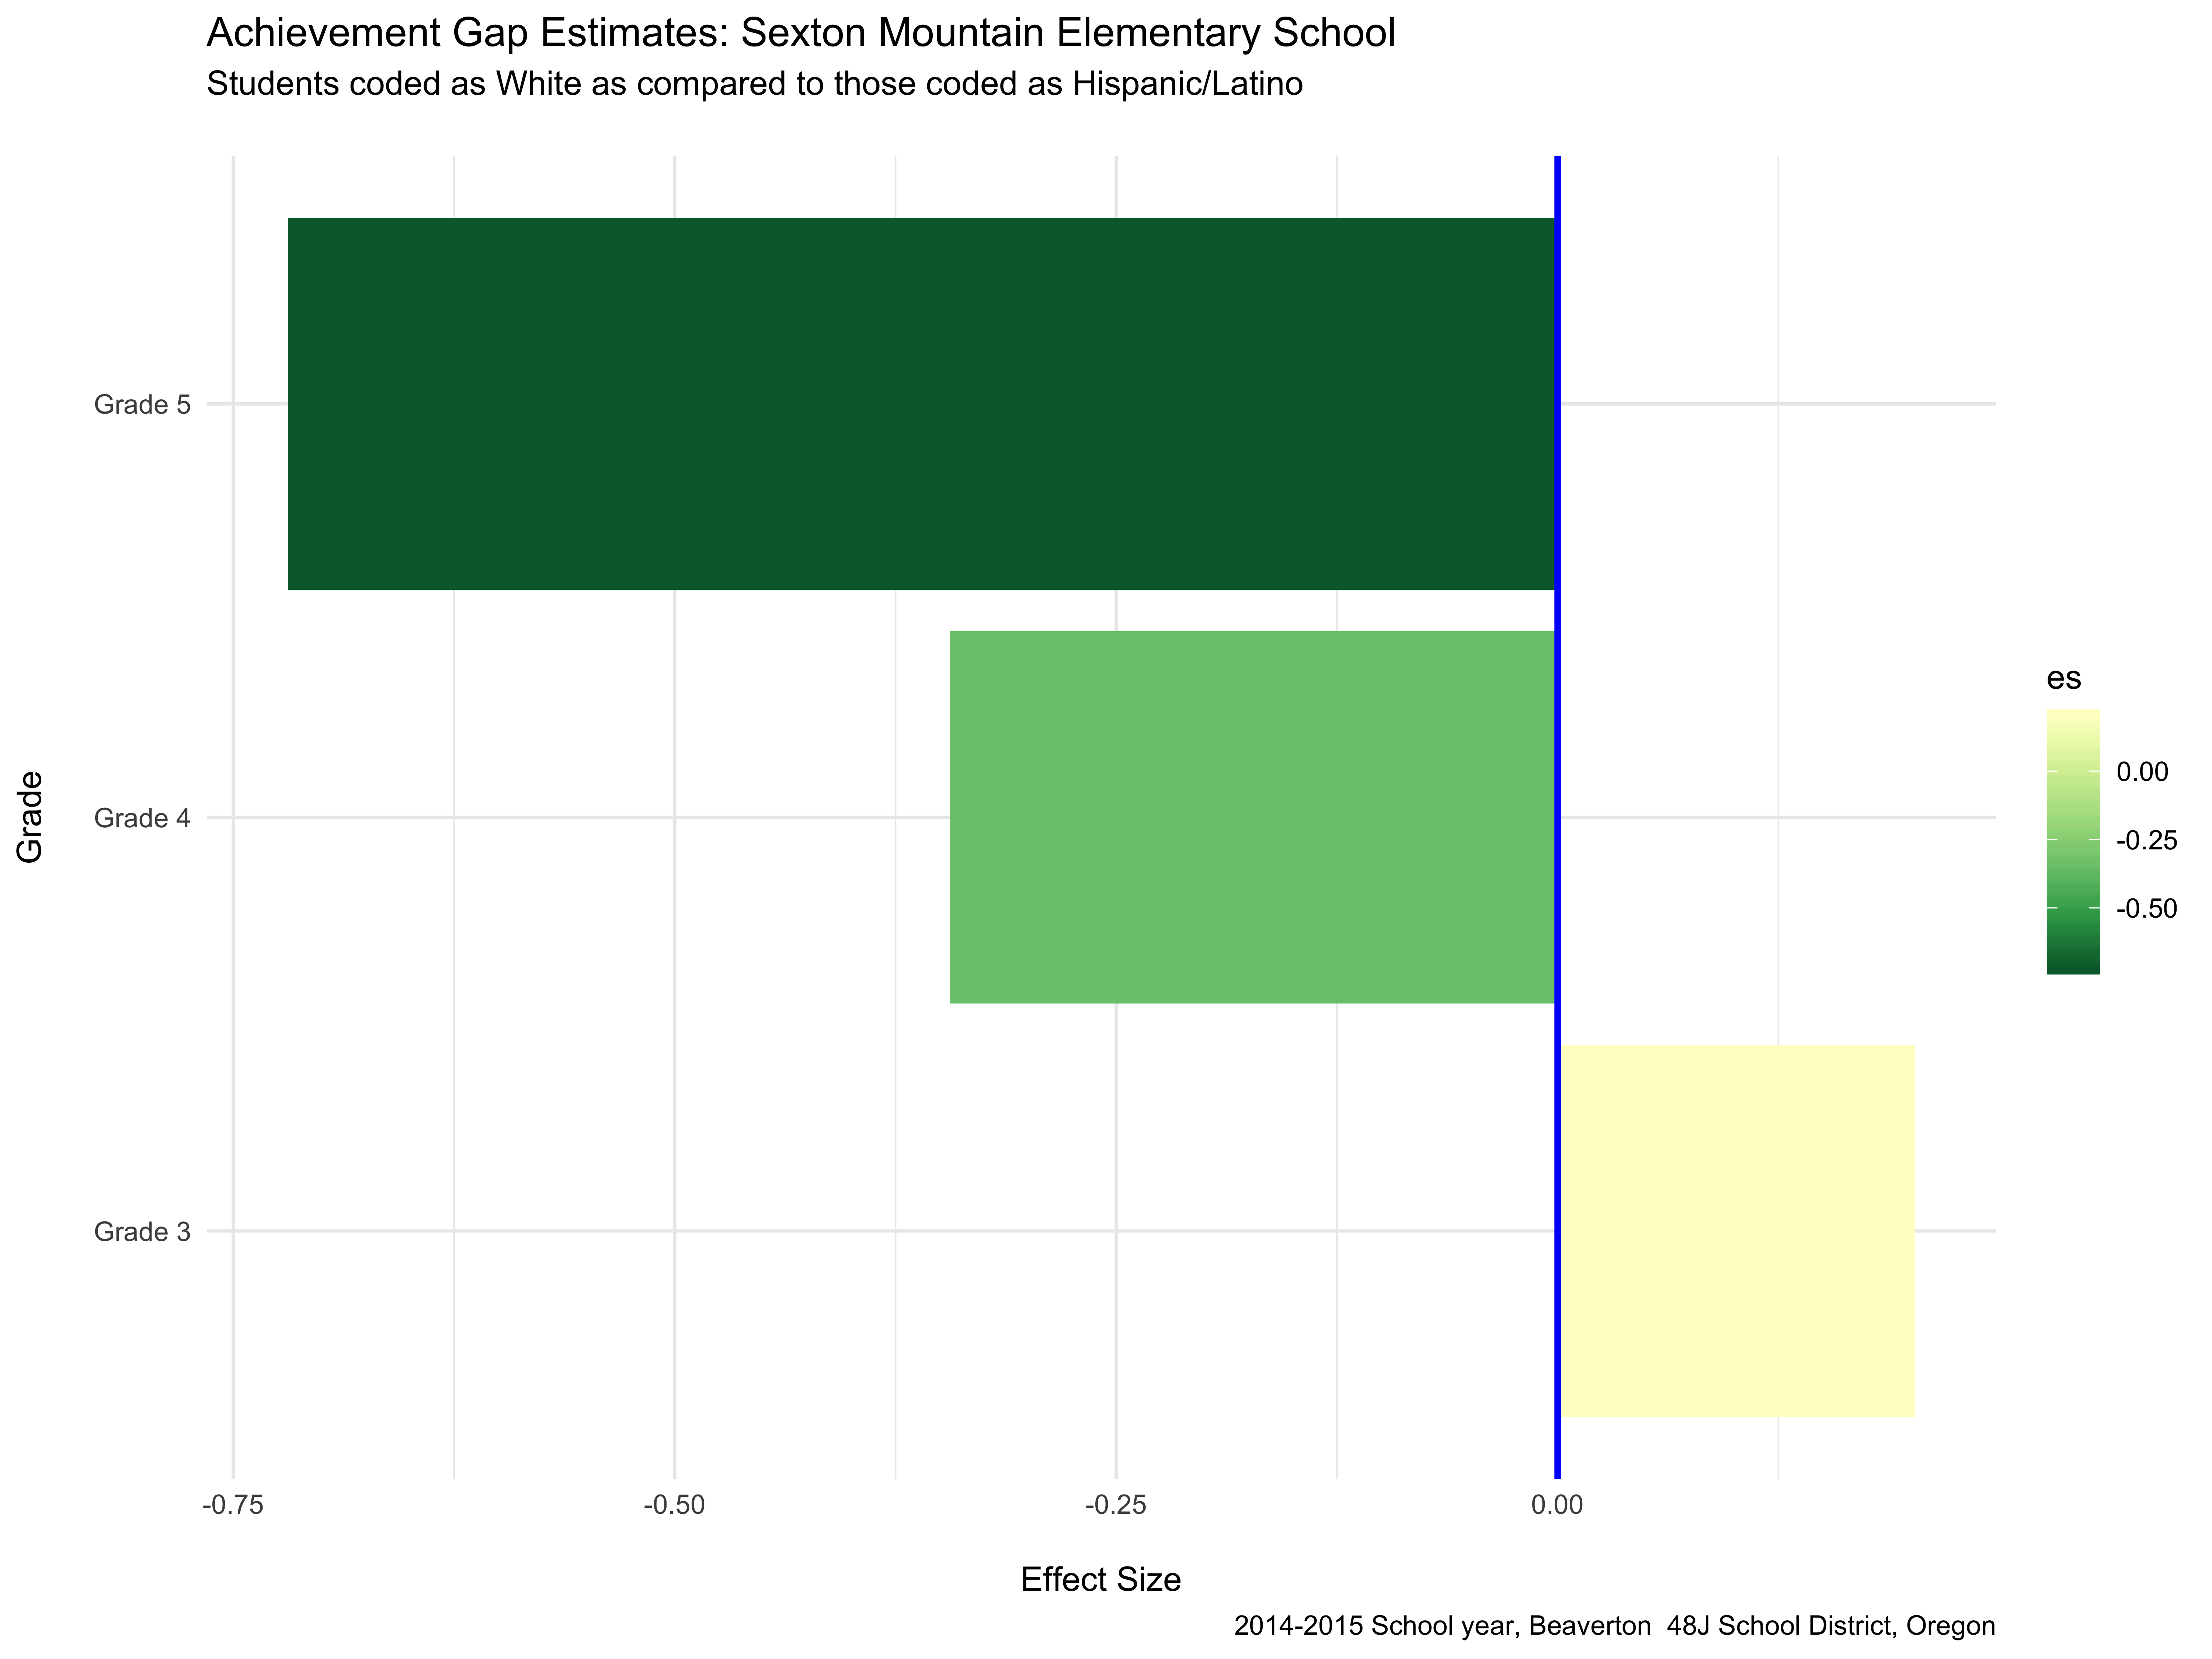 Achievement Gap Estimates: Sexton Mountain Elementary School
Students coded as White as compared to those coded as Hispanic/Latino
Grade
Grade 5
Grade 4
Grade 3
-0.75
-0.50
-0.25
0.00
Effect Size
es
0.00
-0.25
-0.50
2014-2015 School year, Beaverton  48J School District, Oregon